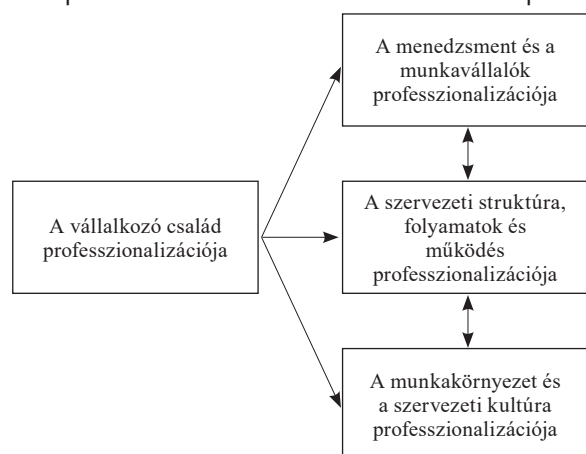 A menedzsment és a
munkavállalók
professzionalizációja
A vállalkozó család
professzionalizációja
A szervezeti struktúra,
folyamatok és
működés
professzionalizációja
A munkakörnyezet és
a szervezeti kultúra
professzionalizációja